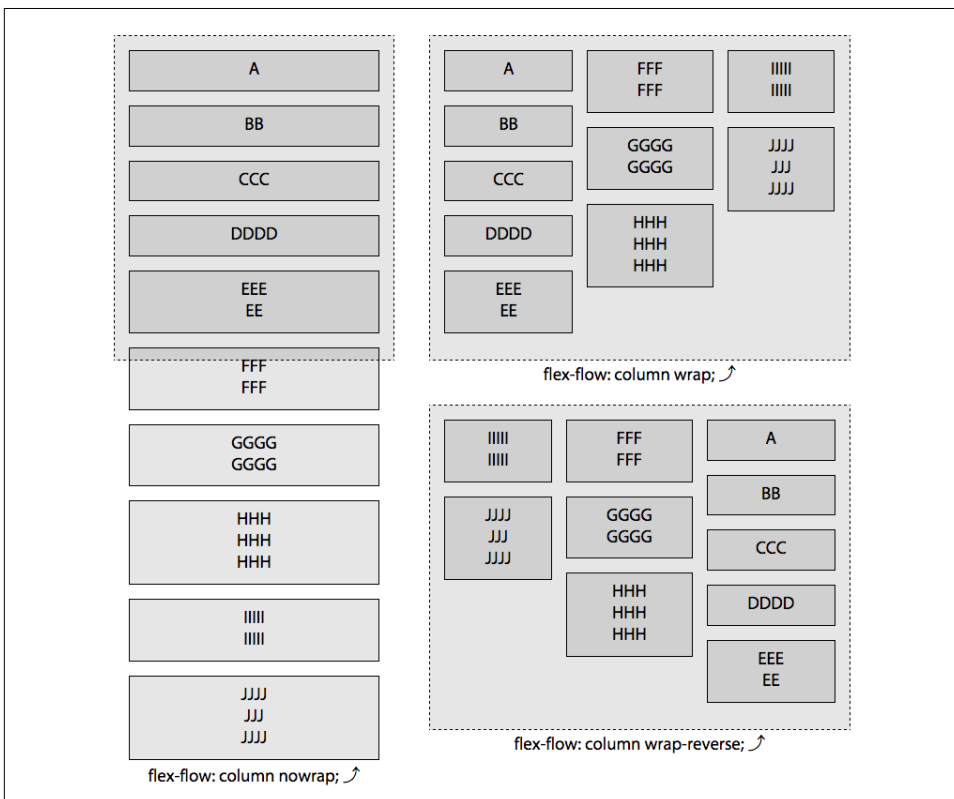 A
BB
CCC
DDDD
EEE
EE
FFF
FFF
GGGG
GGGG
HHH
HHH
HHH
IIIII
IIIII
JJJJ
JJJ
JJJJ
flex-flow: column nowrap;
A
BB
CCC
DDDD
EEE
EE
FFF
FFF
GGGG
GGGG
HHH
HHH
HHH
IIIII
IIIII
JJJJ
JJJ
JJJJ
flex-flow: column wrap;
IIIII
IIIII
JJJJ
JJJ
JJJJ
FFF
FFF
GGGG
GGGG
HHH
HHH
HHH
A
BB
CCC
DDDD
EEE
EE
flex-flow: column wrap-reverse;